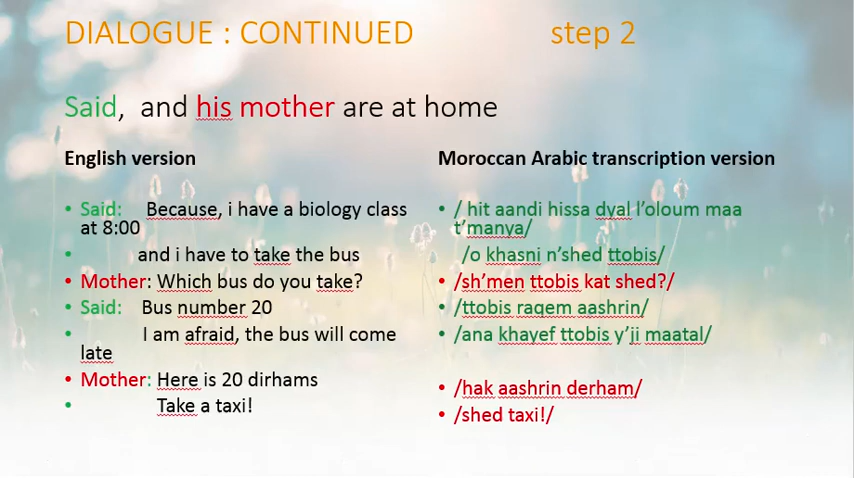 DIALOGUE : CONTINUED step 2
Said, and his mother are at home
English version
• Said: Because, i have a biology class
at 8:00
• and i have to take the bus
• Mother: Which bus do you take?
• Said: Bus number 20
• I am afraid, the bus will come
late
• Mother: Here is 20 dirhams
• Take a taxi!
Moroccan Arabic transcription version
• / hit aandi hissa dyal l’oloum maa
t’manya/
/o khasni n’shed ttobis/
• /sh’men ttobis kat shed?/
• /ttobis raqem aashrin/
• /ana khayef ttobis y’ji maatal/
• /hak aashrin derham/
• /shed taxi!/